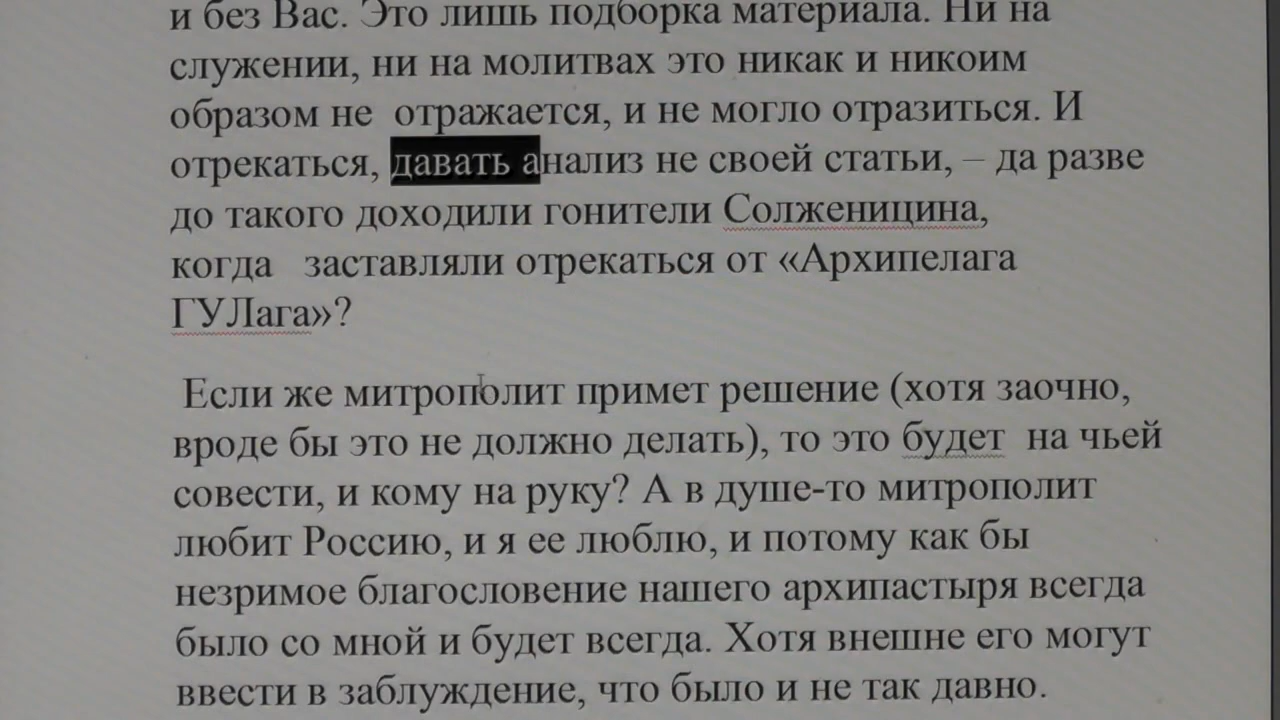 и без Вас. Это лишь подборка материала. Ни на
служении, ни на молитвах это никак и никоим
образом не  отражается, и не могло отразиться. И
отрекаться, давать анализ не своей статьи, – да разве
до такого доходили гонители Солженицина,
когда   заставляли отрекаться от «Архипелага
ГУЛага»?
Если же митрополит примет решение (хотя заочно,
вроде бы это не должно делать), то это будет  на чьей
совести, и кому на руку? А в душе-то митрополит
любит Россию, и я ее люблю, и потому как бы
незримое благословение нашего архипастыря всегда
было со мной и будет всегда. Хотя внешне его могут
ввести в заблуждение, что было и не так давно.